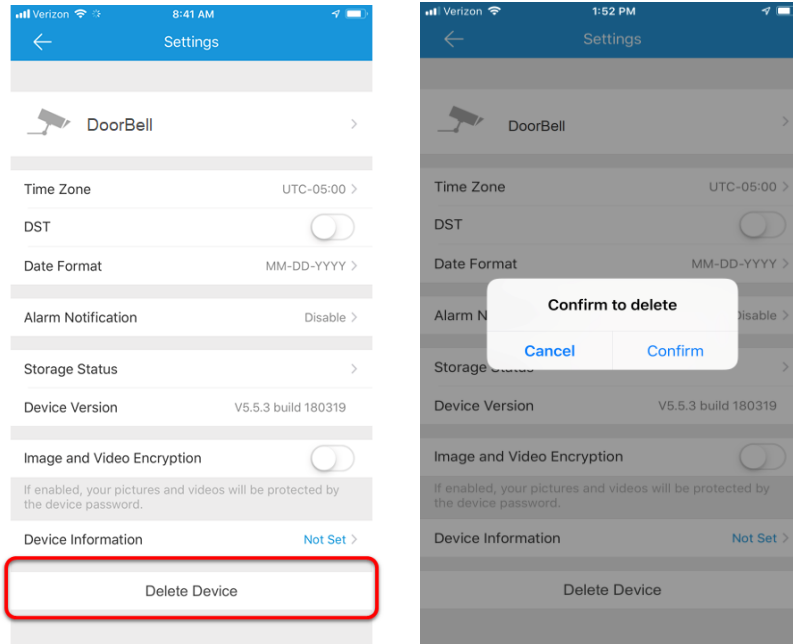 Verizon 8:41 AM
Settings
DoorBell
Time Zone UTC-05:00
DST
Date Format MM-DD-YYYY
Alarm Notification Disable
Storage Status
Device Version V5.5.3 build 180319
Image and Video Encryption
If enabled, your pictures and videos will be protected by
the device password.
Device Information Not Set
Delete Device
Verizon 1:52 PM
Settings
DoorBell
Time Zone UTC-05:00
DST
Date Format MM-DD-YYYY
Confirm to delete
Alarm N Disable
Cancel Confirm
Storage Status
Device Version V5.5.3 build 180319
Image and Video Encryption
If enabled, your pictures and videos will be protected by
the device password.
Device Information Not Set
Delete Device